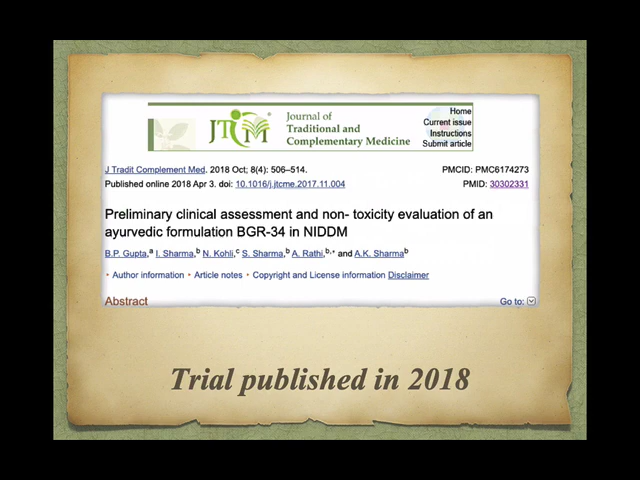 JTCM
Journal of
Traditional and
Complementary Medicine
Home
Current issue
Instructions
Submit article
J Tradit Complement Med. 2018 Oct; 8(4): 506–514.
PMCID: PMC6174273
Published online 2018 Apr 3. doi: 10.1016/j.jtcme.2017.11.004
PMID: 30302331
Preliminary clinical assessment and non- toxicity evaluation of an
ayurvedic formulation BGR-34 in NIDDM
B.P. Gupta,a I. Sharma,b N. Kohli,c S. Sharma,b A. Rathi,b,∗ and A.K. Sharmab
• Author information • Article notes • Copyright and License information Disclaimer
Abstract
Go to:
Trial published in 2018